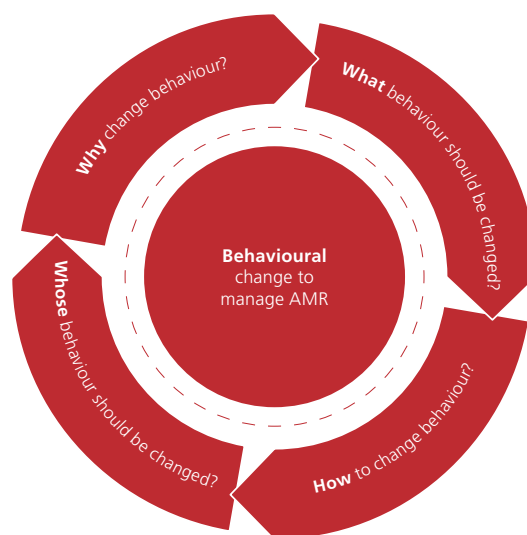 Why change behaviour?
What behaviour should be changed?
How to change behaviour?
Whose behaviour should be changed?
Behavioural
change to
manage AMR